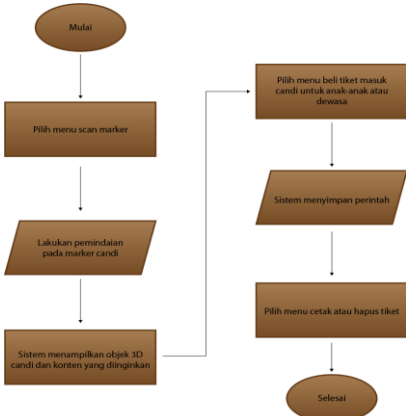 Mulai
Pilih menu scan marker
Lakukan pemindaian
pada marker candi
Sistem menampilkan objek 3D
candi dan konten yang diinginkan
Pilih menu beli tiket masuk
candi untuk anak-anak atau
dewasa
Sistem menyimpan perintah
Pilih menu cetak atau hapus tiket
Selesai